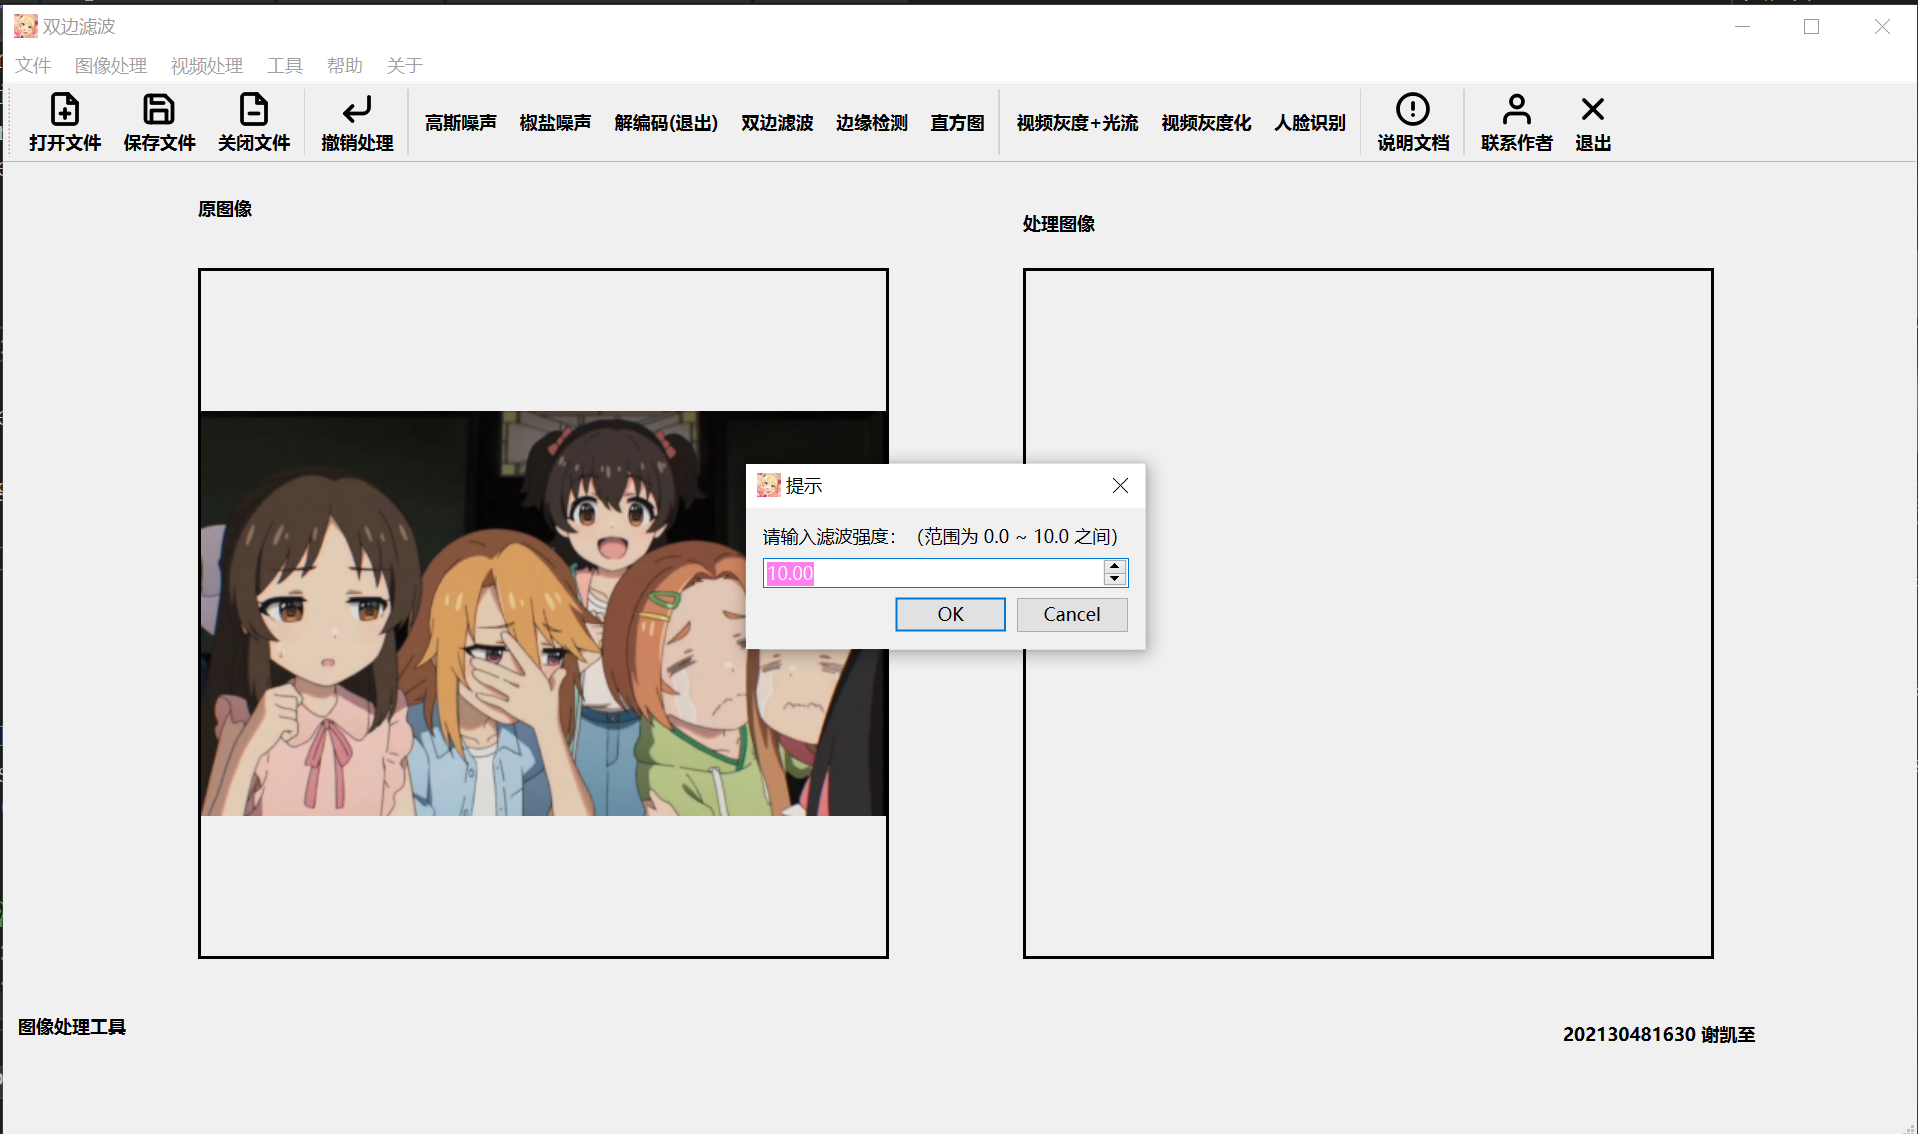 双边滤波
文件 图像处理 视频处理 工具 帮助 关于
打开文件 保存文件 关闭文件 撤销处理 高斯噪声 椒盐噪声 解编码(退出) 双边滤波 边缘检测 直方图 视频灰度+光流 视频灰度化 人脸识别 说明文档 联系作者 退出
原图像
处理图像
提示
请输入滤波强度：（范围为 0.0 ~ 10.0 之间）
10.00
OK Cancel
图像处理工具
202130481630 谢凯至